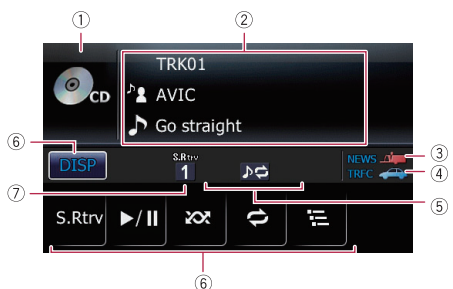 ① ②
TRK01
CD
AVIC
Go straight
⑥
DISP
S.Rtrv
1
NEWS ③
TRFC ④
⑦
⑤
S.Rtrv
⑥